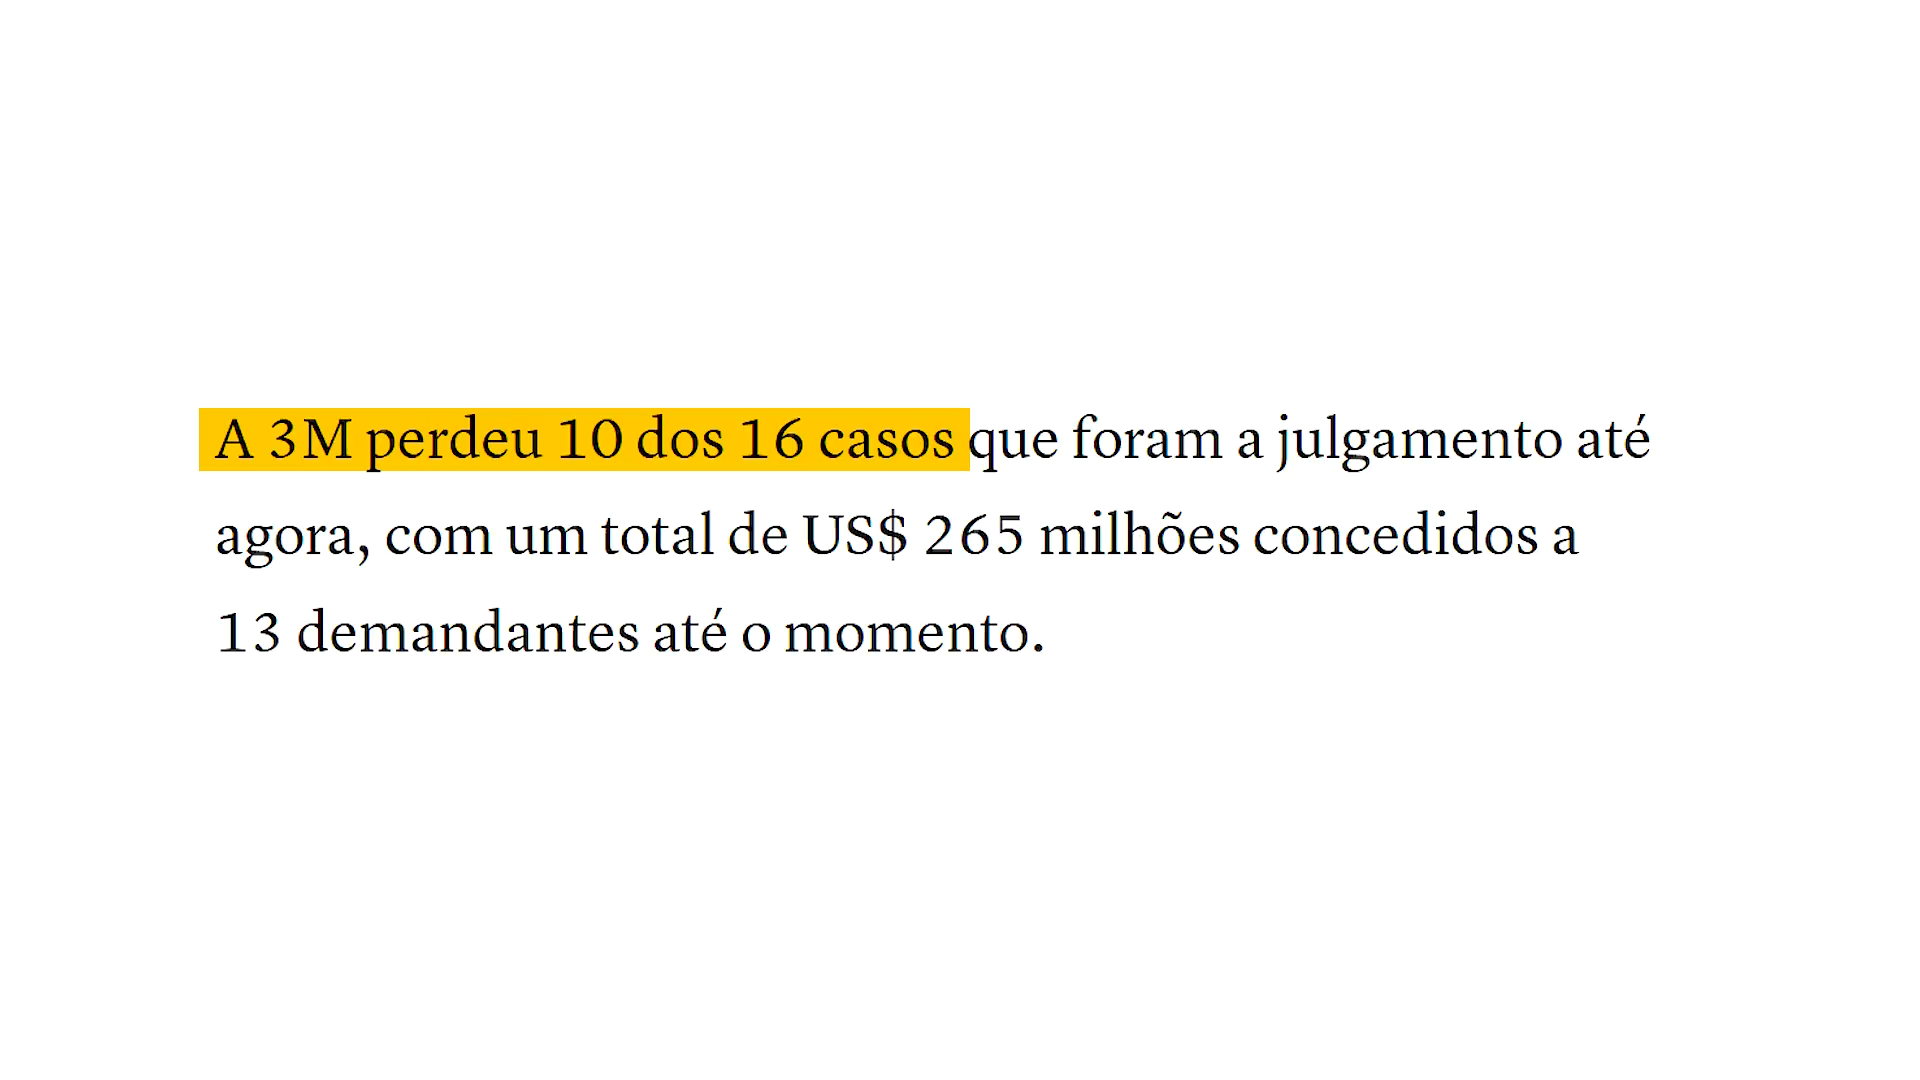 A 3M perdeu 10 dos 16 casos que foram a julgamento até
agora, com um total de US$ 265 milhões concedidos a
13 demandantes até o momento.